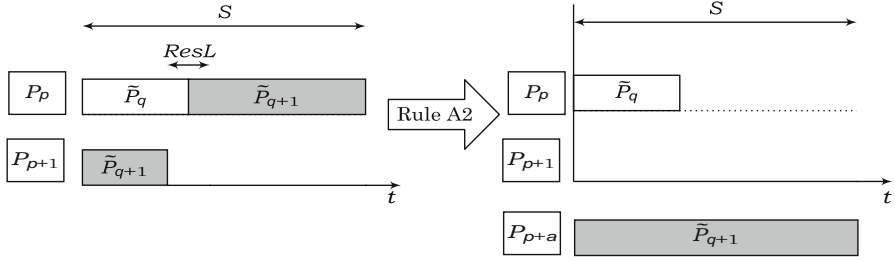 S
ResL
P_p
P̃_q
P̃_{q+1}
P_{p+1}
P̃_{q+1}
t
Rule A2
S
P_p
P̃_q
P_{p+1}
t
P_{p+a}
P̃_{q+1}